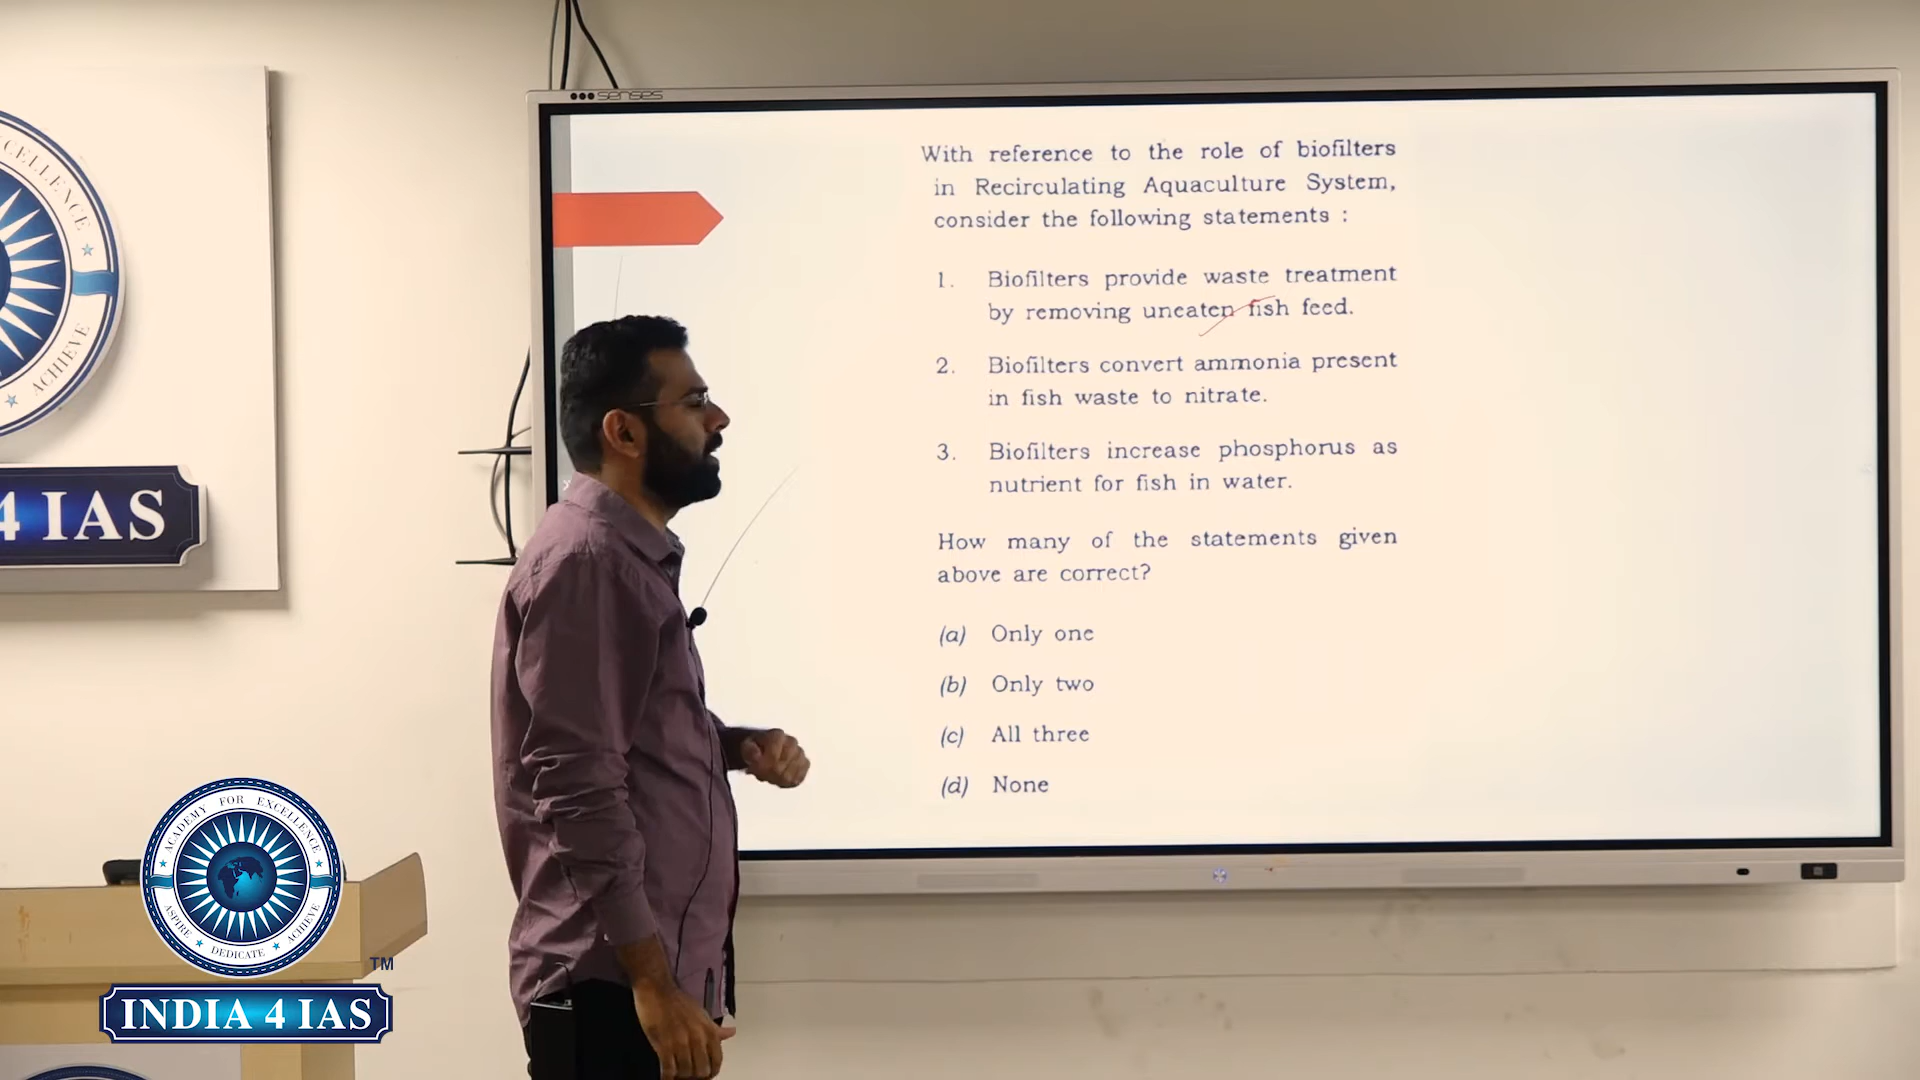 senses
With reference to the role of biofilters
in Recirculating Aquaculture System,
consider the following statements :
1. Biofilters provide waste treatment
by removing uneaten fish feed.
2. Biofilters convert ammonia present
in fish waste to nitrate.
3. Biofilters increase phosphorus as
nutrient for fish in water.
How many of the statements given
above are correct?
(a) Only one
(b) Only two
(c) All three
(d) None
EXCELLENCE
ACHIEVE
4 IAS
ACADEMY FOR EXCELLENCE
ASPIRE DEDICATE ACHIEVE
TM
INDIA 4 IAS